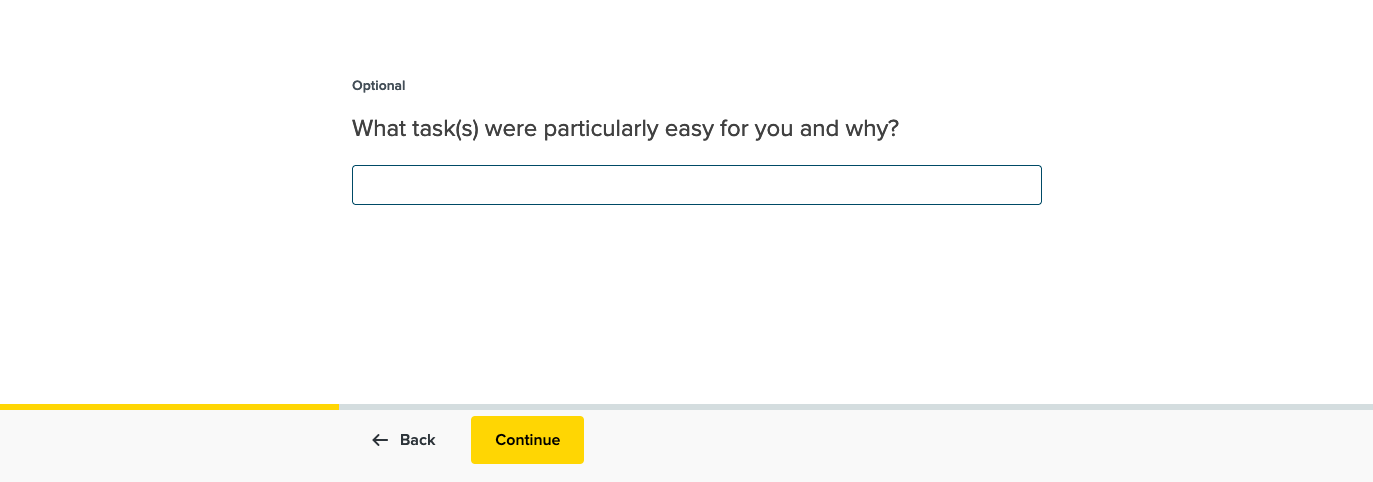 Optional
What task(s) were particularly easy for you and why?
Back
Continue